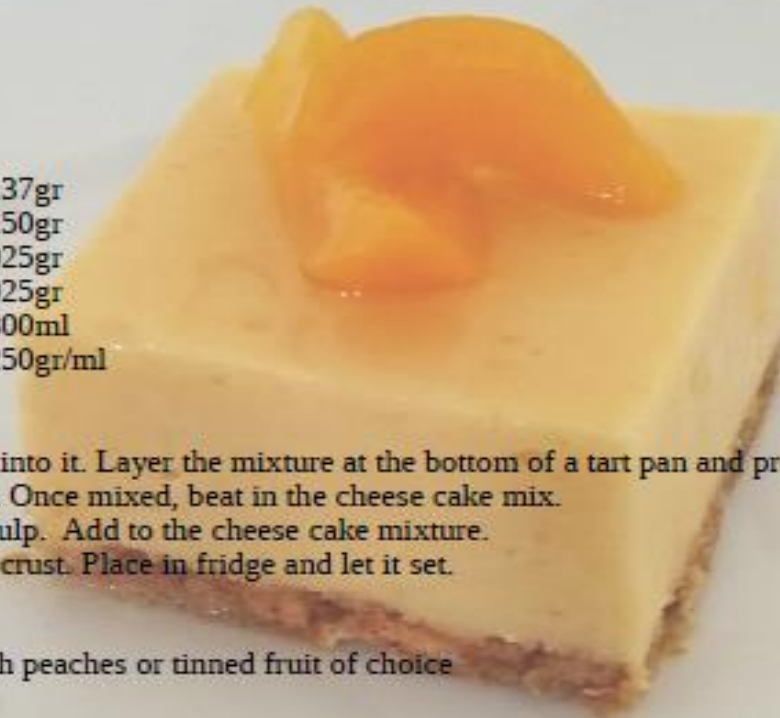 37gr
50gr
25gr
25gr
00ml
50gr/ml
into it. Layer the mixture at the bottom of a tart pan and pr
Once mixed, beat in the cheese cake mix.
ulp. Add to the cheese cake mixture.
crust. Place in fridge and let it set.
h peaches or tinned fruit of choice